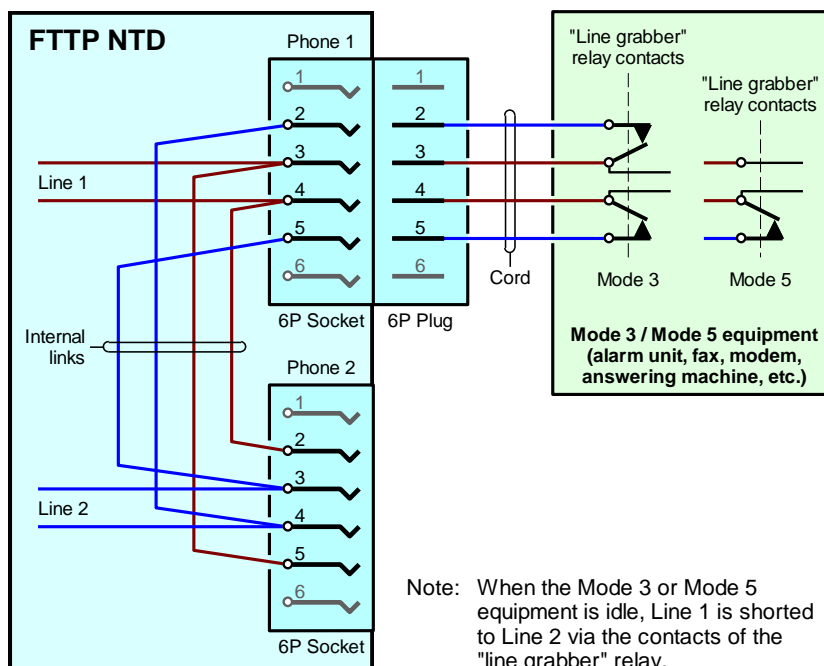 FTTP NTD
Phone 1
1
2
3
4
5
6
6P Socket
1
2
3
4
5
6
6P Plug
Cord
Line 1
Internal
links
Line 2
Phone 2
1
2
3
4
5
6
6P Socket
"Line grabber"
relay contacts
"Line grabber"
relay contacts
Mode 3
Mode 5
Mode 3 / Mode 5 equipment
(alarm unit, fax, modem,
answering machine, etc.)
Note: When the Mode 3 or Mode 5
equipment is idle, Line 1 is shorted
to Line 2 via the contacts of the
"line grabber" relay.